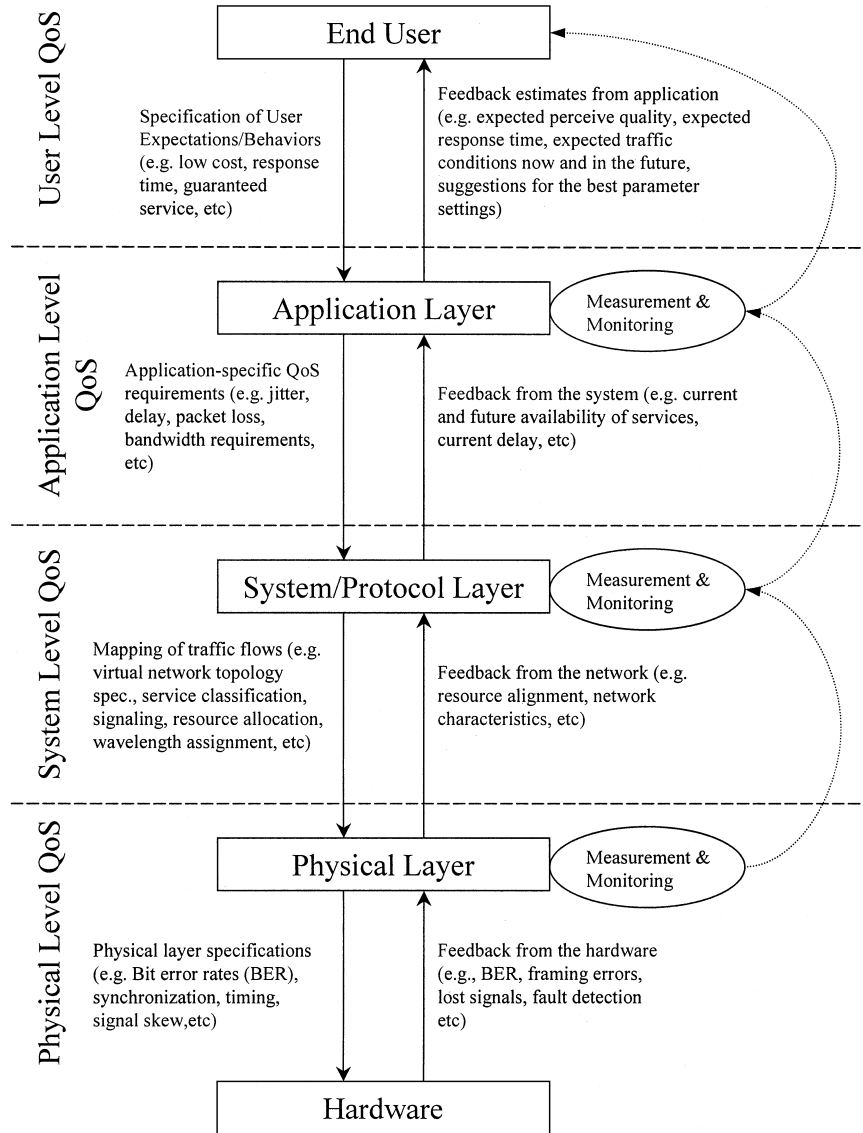 User Level QoS
End User
Specification of User
Expectations/Behaviors
(e.g. low cost, response
time, guaranteed
service, etc)
Feedback estimates from application
(e.g. expected perceive quality, expected
response time, expected traffic
conditions now and in the future,
suggestions for the best parameter
settings)
Application Level
QoS
Application Layer
Measurement &
Monitoring
Application-specific QoS
requirements (e.g. jitter,
delay, packet loss,
bandwidth requirements,
etc)
Feedback from the system (e.g. current
and future availability of services,
current delay, etc)
System Level QoS
System/Protocol Layer
Measurement &
Monitoring
Mapping of traffic flows (e.g.
virtual network topology
spec., service classification,
signaling, resource allocation,
wavelength assignment, etc)
Feedback from the network (e.g.
resource alignment, network
characteristics, etc)
Physical Level QoS
Physical Layer
Measurement &
Monitoring
Physical layer specifications
(e.g. Bit error rates (BER),
synchronization, timing,
signal skew,etc)
Feedback from the hardware
(e.g., BER, framing errors,
lost signals, fault detection
etc)
Hardware